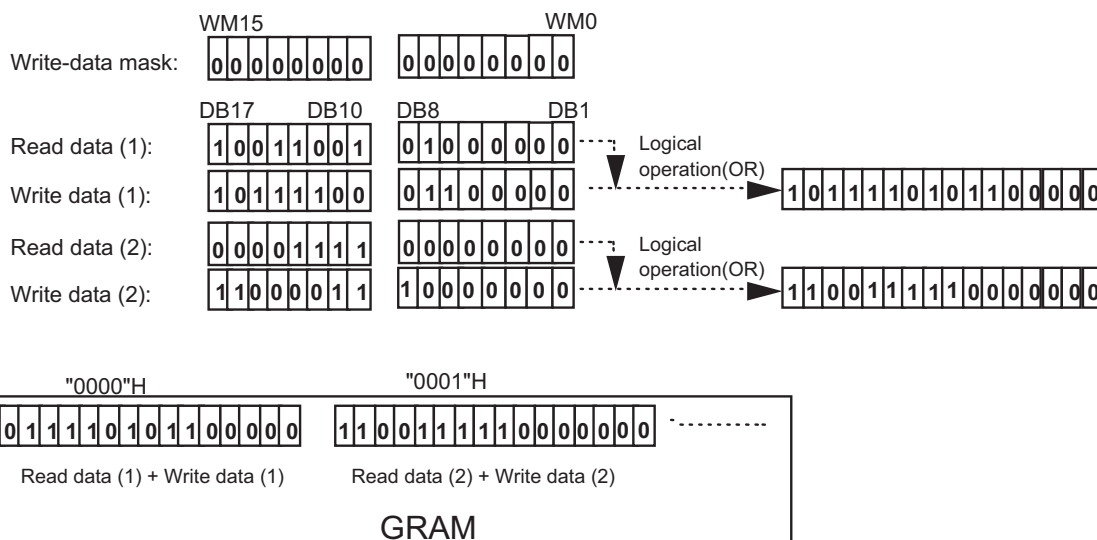 WM15 WM0
Write-data mask: 0 0 0 0 0 0 0 0 0 0 0 0 0 0 0 0
DB17 DB10 DB8 DB1
Read data (1): 1 0 0 1 1 0 0 1 0 1 0 0 0 0 0 0
Logical
operation(OR)
Write data (1): 1 0 1 1 1 1 0 0 0 1 1 0 0 0 0 0 1 0 1 1 1 1 0 1 0 1 1 0 0 0 0 0
Read data (2): 0 0 0 0 1 1 1 1 0 0 0 0 0 0 0 0
Logical
operation(OR)
Write data (2): 1 1 0 0 0 0 1 1 1 0 0 0 0 0 0 0 1 1 0 0 1 1 1 1 1 0 0 0 0 0 0 0
"0000"H "0001"H
0 1 1 1 1 0 1 0 1 1 0 0 0 0 0 1 1 0 0 1 1 1 1 1 0 0 0 0 0 0 0
Read data (1) + Write data (1) Read data (2) + Write data (2)
GRAM